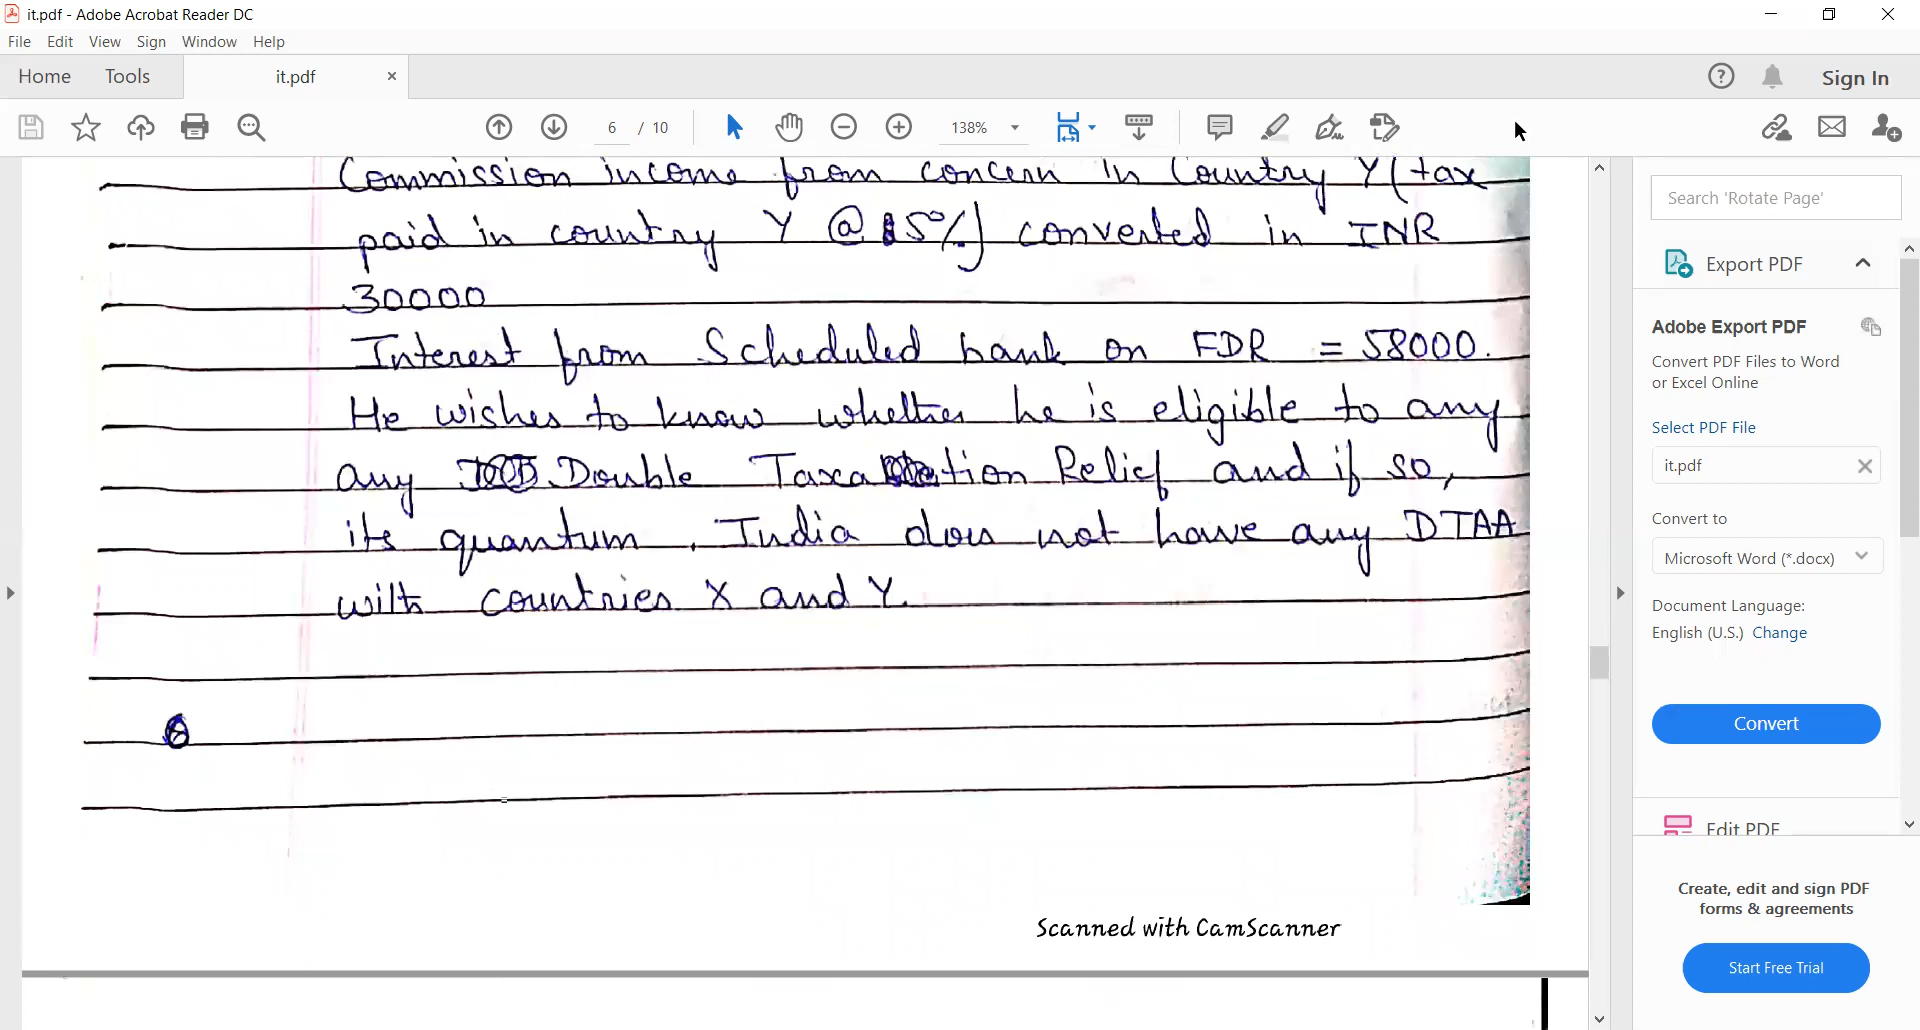 it.pdf - Adobe Acrobat Reader DC
File Edit View Sign Window Help
Home Tools it.pdf × Sign In
6 / 10 138%
Commission income from concern in Country Y (tax
paid in country Y @ 15%) converted in INR
30000
Interest from Scheduled bank on FDR = 58000.
He wishes to know whether he is eligible to any
any Double Taxation Relief and if so,
its quantum. India does not have any DTAA
with countries X and Y.
Scanned with CamScanner
Search 'Rotate Page'
Export PDF
Adobe Export PDF
Convert PDF Files to Word
or Excel Online
Select PDF File
it.pdf
Convert to
Microsoft Word (*.docx)
Document Language:
English (U.S.) Change
Convert
Edit PDF
Create, edit and sign PDF
forms & agreements
Start Free Trial